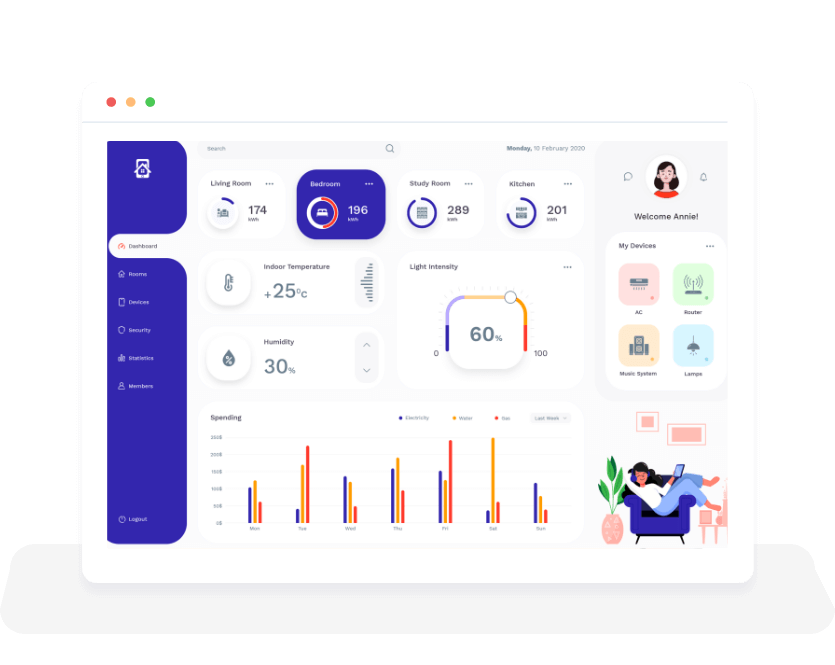 Search
Monday, 10 February 2020
Living Room
174
kWh
Bedroom
196
kWh
Study Room
289
kWh
Kitchen
201
kWh
Welcome Annie!
Dashboard
Rooms
Devices
Security
Statistics
Members
Logout
Indoor Temperature
+25°C
Humidity
30%
Light Intensity
60%
0
100
My Devices
AC
Router
Music System
Lamps
Spending
Electricity
Water
Gas
Last Week
250$
200$
150$
100$
50$
0$
Mon
Tue
Wed
Thu
Fri
Sat
Sun